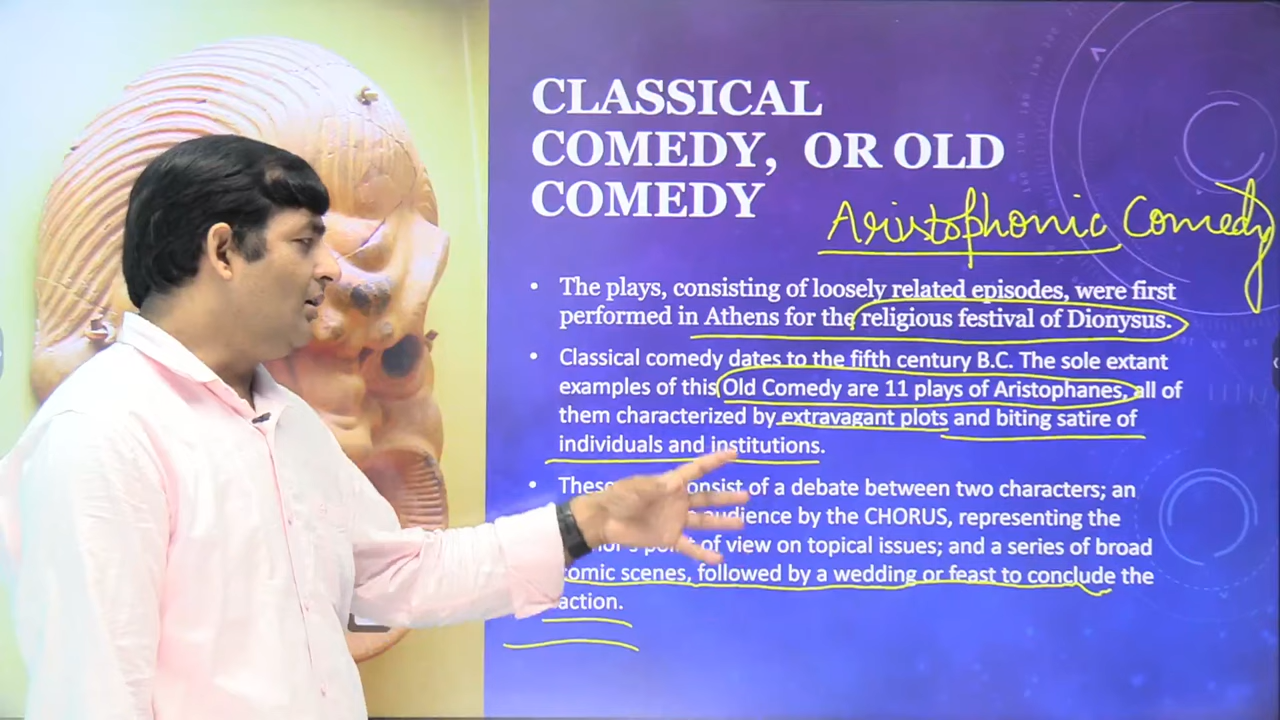 CLASSICAL
COMEDY, OR OLD
COMEDY
Aristophonic Comedy
• The plays, consisting of loosely related episodes, were first
performed in Athens for the religious festival of Dionysus.
• Classical comedy dates to the fifth century B.C. The sole extant
examples of this Old Comedy are 11 plays of Aristophanes, all of
them characterized by extravagant plots and biting satire of
individuals and institutions.
• These onsist of a debate between two characters; an
audience by the CHORUS, representing the
of view on topical issues; and a series of broad
comic scenes, followed by a wedding or feast to conclude the
action.